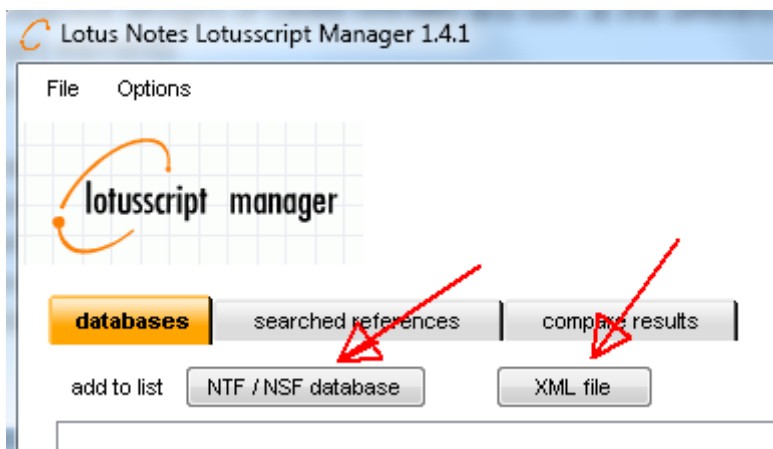 Lotus Notes Lotusscript Manager 1.4.1
File Options
lotusscript manager
databases searched references compare results
add to list NTF / NSF database XML file